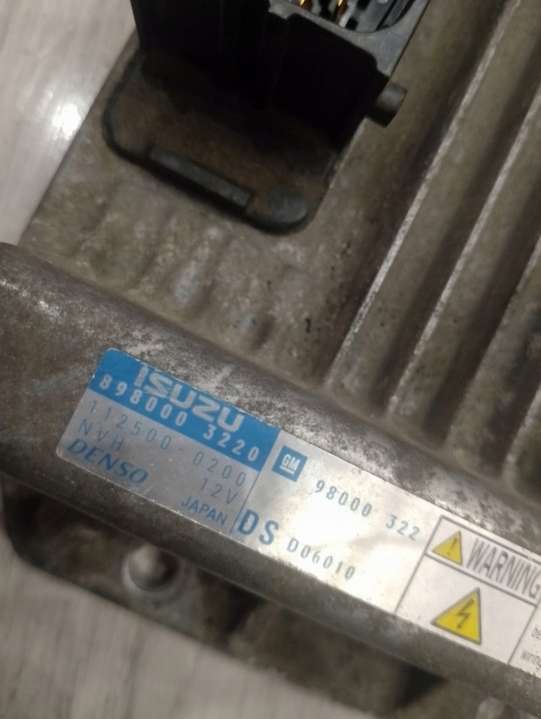 ISUZU
898000 3220
112500 0200
NVH 12V
DENSO JAPAN
GM
98000 322
DS D06010
WARNING